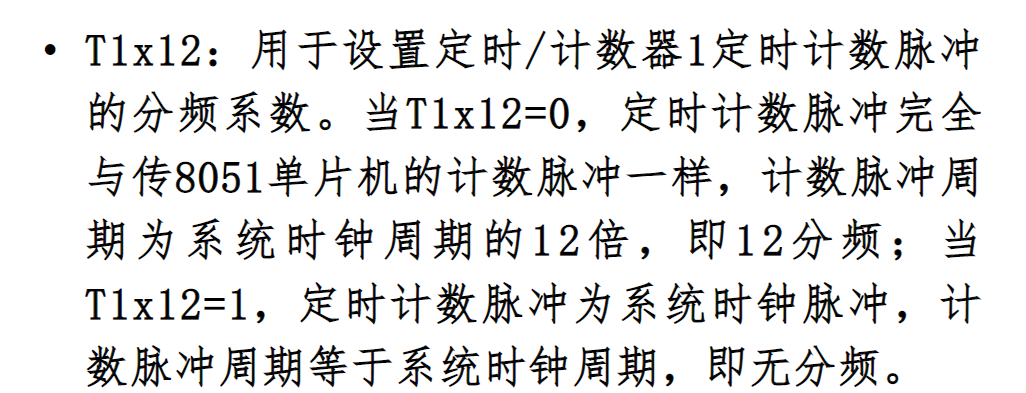 • T1x12：用于设置定时/计数器1定时计数脉冲
的分频系数。当T1x12=0，定时计数脉冲完全
与传8051单片机的计数脉冲一样，计数脉冲周
期为系统时钟周期的12倍，即12分频；当
T1x12=1，定时计数脉冲为系统时钟脉冲，计
数脉冲周期等于系统时钟周期，即无分频。